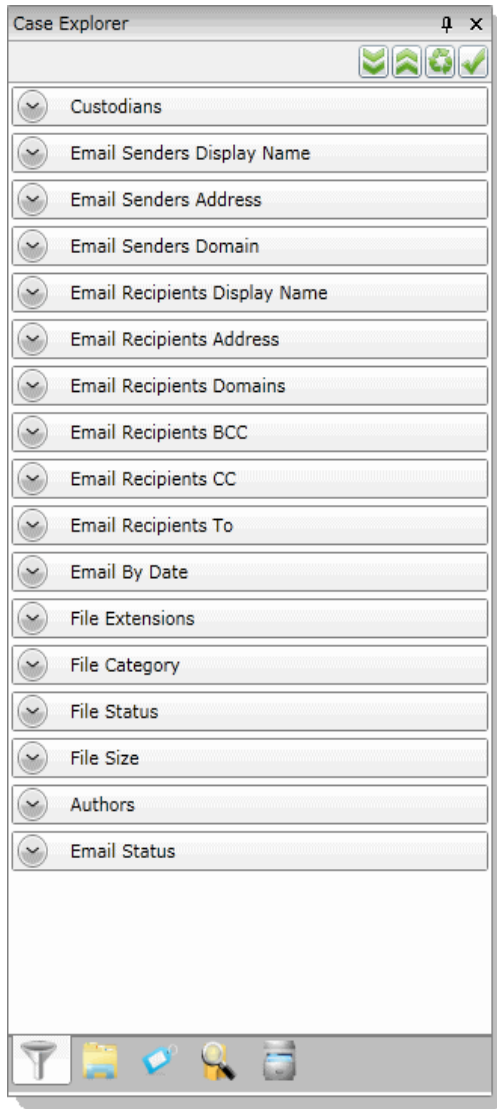 Case Explorer
Custodians
Email Senders Display Name
Email Senders Address
Email Senders Domain
Email Recipients Display Name
Email Recipients Address
Email Recipients Domains
Email Recipients BCC
Email Recipients CC
Email Recipients To
Email By Date
File Extensions
File Category
File Status
File Size
Authors
Email Status